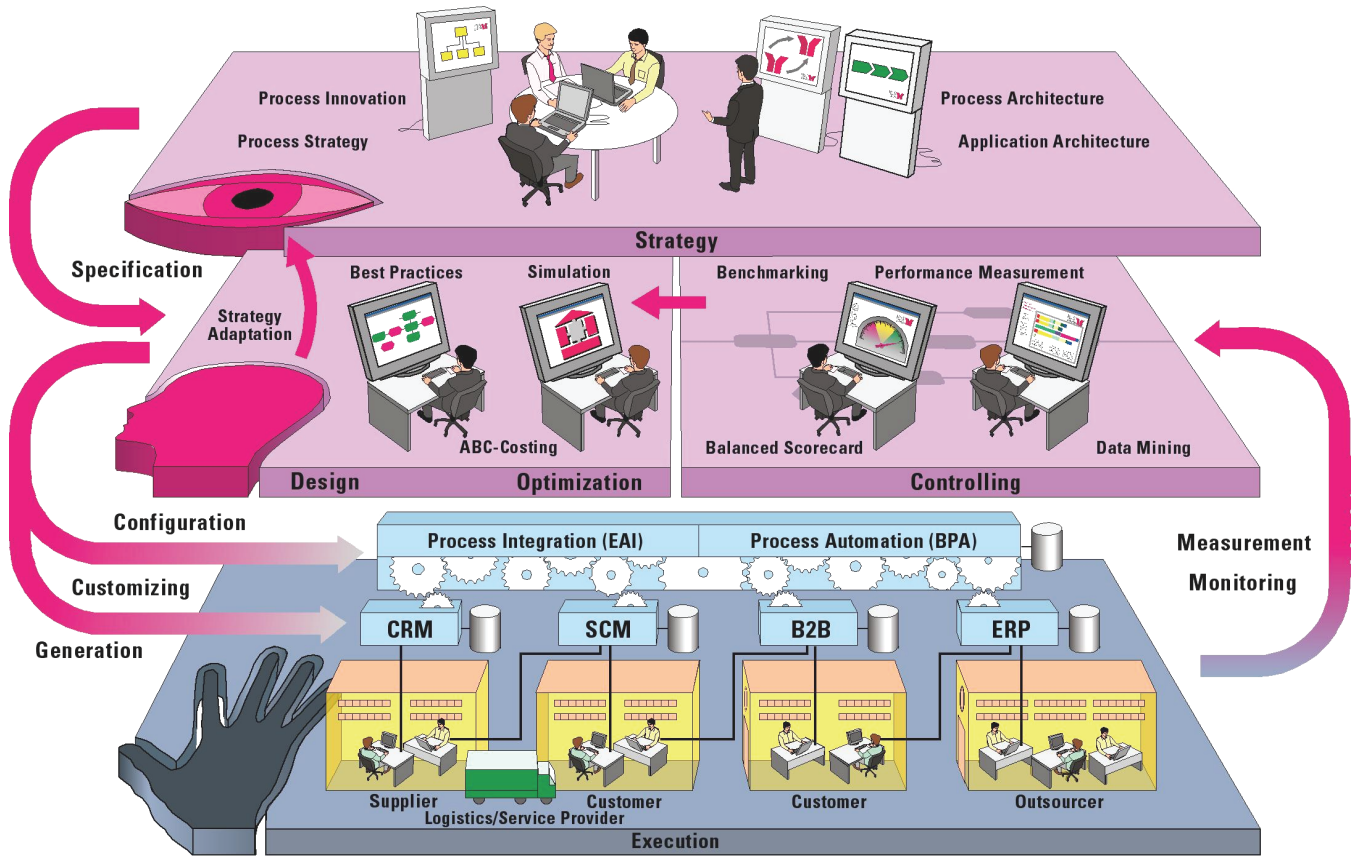 Process Innovation
Process Strategy
Process Architecture
Application Architecture
Strategy
Specification
Strategy
Adaptation
Best Practices
Simulation
Benchmarking
Performance Measurement
ABC-Costing
Balanced Scorecard
Data Mining
Design
Optimization
Controlling
Configuration
Customizing
Generation
Process Integration (EAI)
Process Automation (BPA)
Measurement
Monitoring
CRM
SCM
B2B
ERP
Supplier
Customer
Customer
Outsourcer
Logistics/Service Provider
Execution